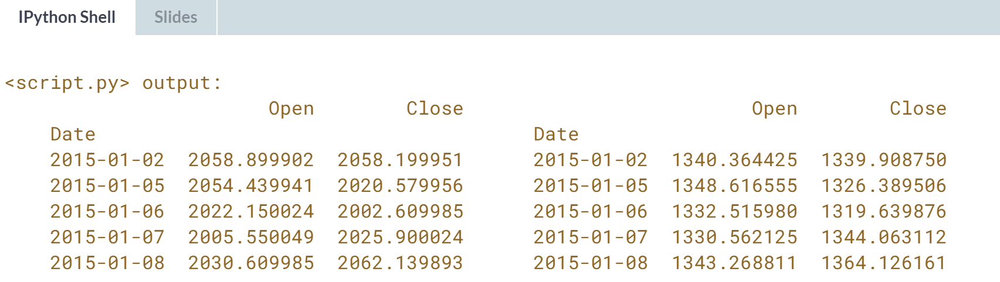 IPython Shell Slides
<script.py> output:
Open Close Open Close
Date Date
2015-01-02 2058.899902 2058.199951 2015-01-02 1340.364425 1339.908750
2015-01-05 2054.439941 2020.579956 2015-01-05 1348.616555 1326.389506
2015-01-06 2022.150024 2002.609985 2015-01-06 1332.515980 1319.639876
2015-01-07 2005.550049 2025.900024 2015-01-07 1330.562125 1344.063112
2015-01-08 2030.609985 2062.139893 2015-01-08 1343.268811 1364.126161